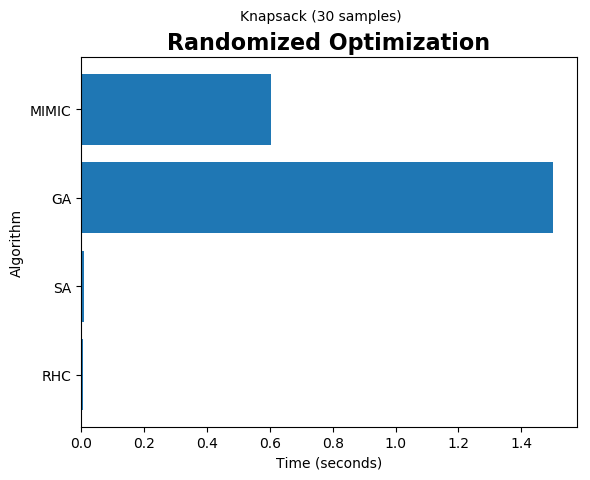 Knapsack (30 samples)
Randomized Optimization
MIMIC
GA
SA
RHC
Algorithm
0.0 0.2 0.4 0.6 0.8 1.0 1.2 1.4
Time (seconds)